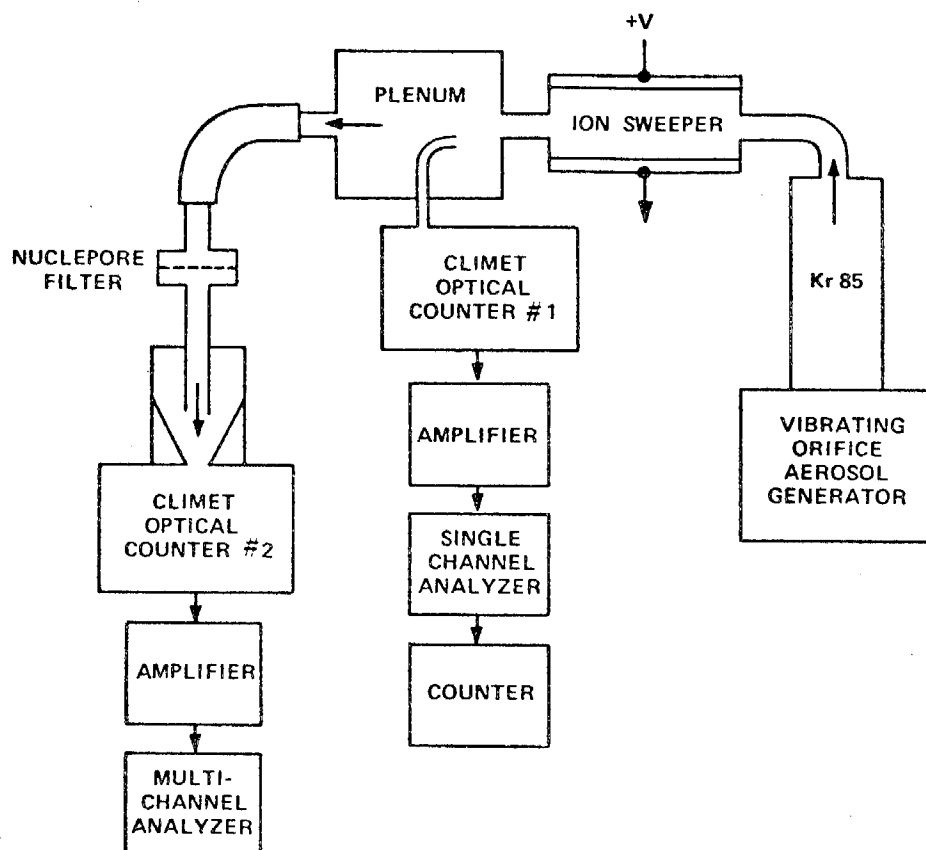 +V
PLENUM
ION SWEEPER
NUCLEPORE
FILTER
CLIMET
OPTICAL
COUNTER #1
Kr 85
AMPLIFIER
VIBRATING
ORIFICE
AEROSOL
GENERATOR
CLIMET
OPTICAL
COUNTER #2
SINGLE
CHANNEL
ANALYZER
AMPLIFIER
COUNTER
MULTI-
CHANNEL
ANALYZER